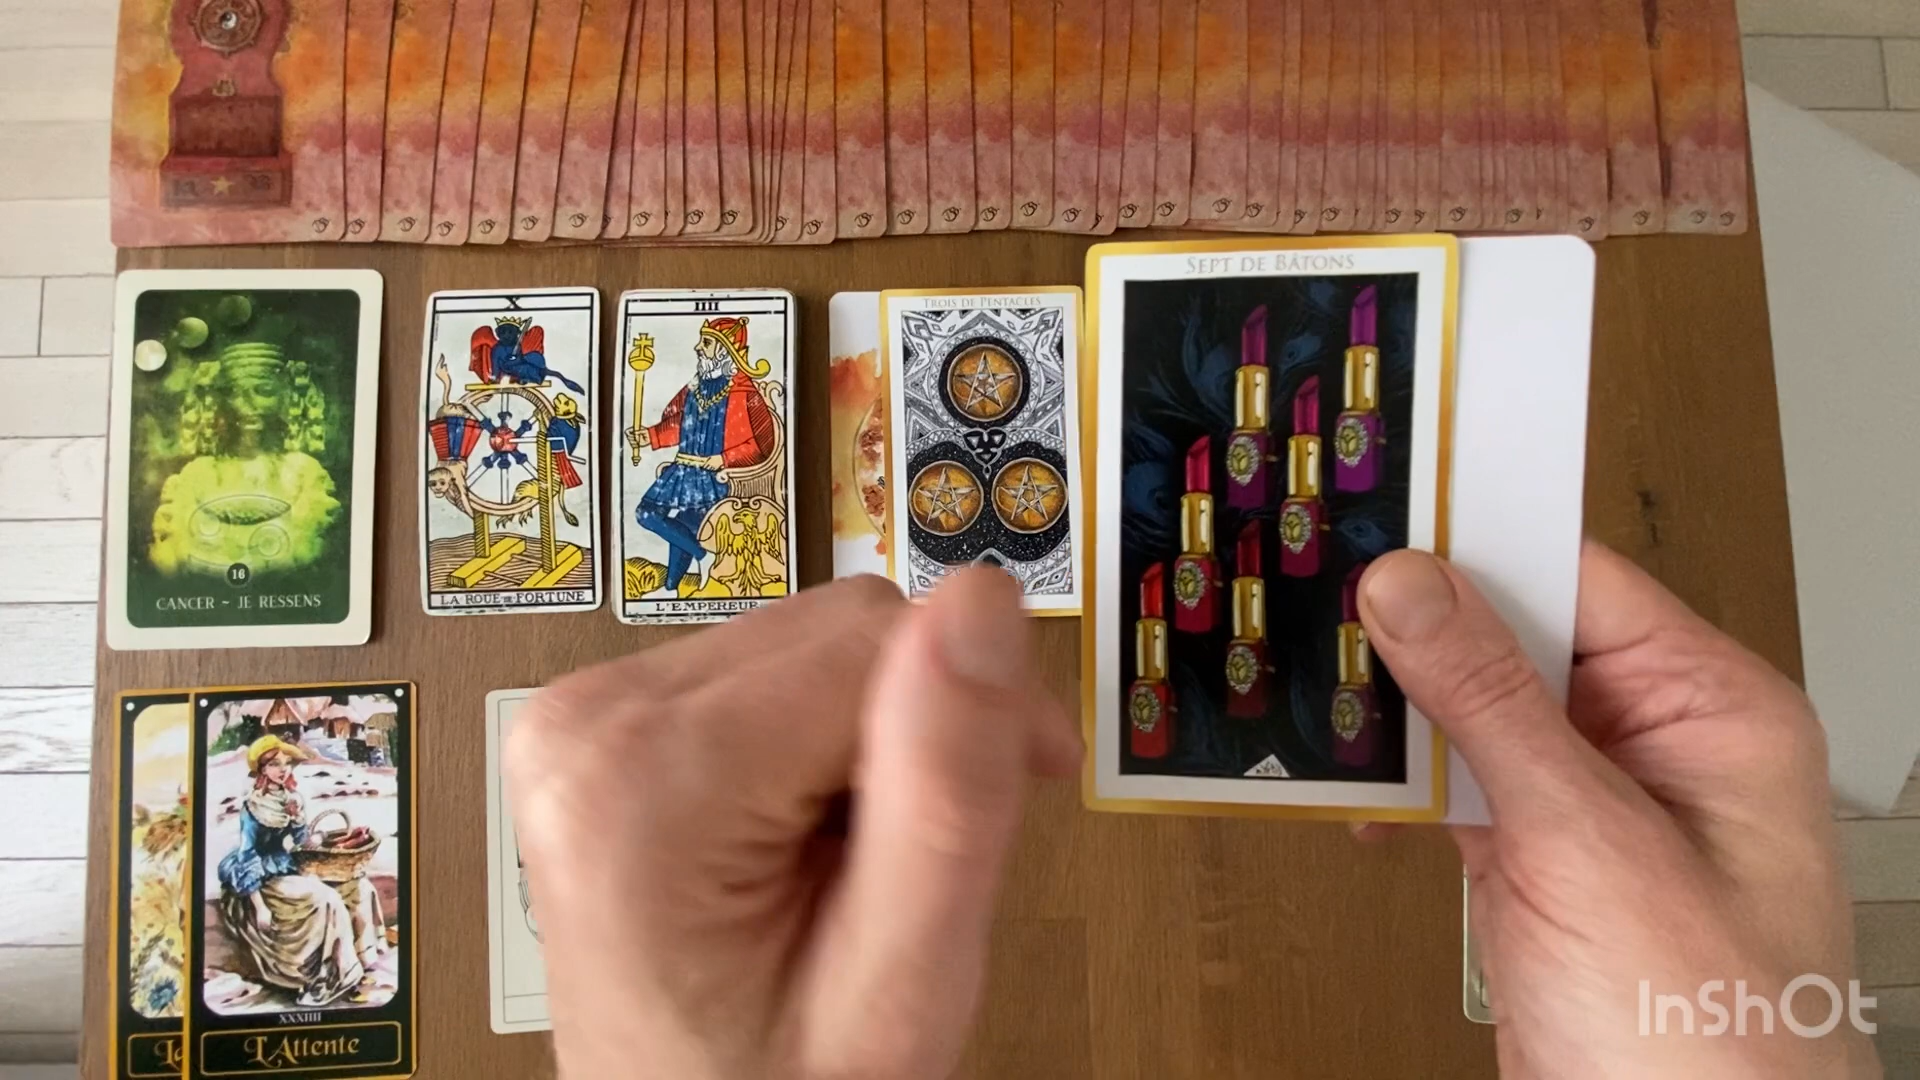 SEPT DE BÂTONS
X
IIII
TROIS DE PENTACLES
16
CANCER ~ JE RESSENS
LA ROUE DE FORTUNE
L'EMPEREUR
XXXIIII
L'Attente
InShOt